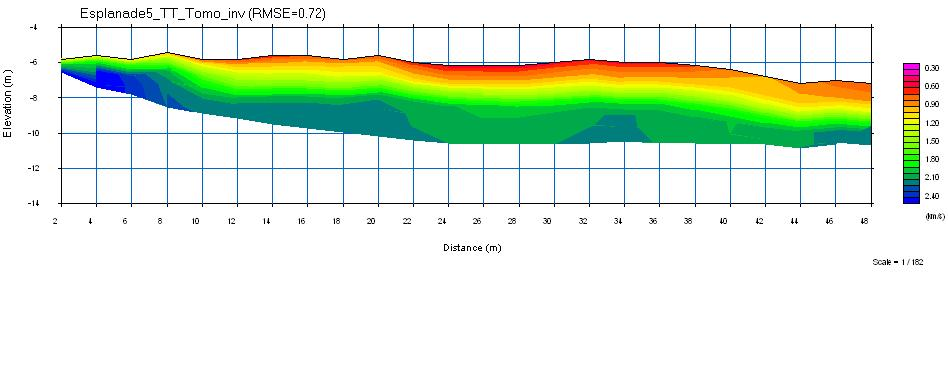 Esplanade5_TT_Tomo_inv (RMSE=0.72)
-4
-6
-8
-10
-12
-14
Elevation (m)
2 4 6 8 10 12 14 16 18 20 22 24 26 28 30 32 34 36 38 40 42 44 46 48
Distance (m)
0.30
0.60
0.90
1.20
1.50
1.80
2.10
2.40
(km/s)
Scale = 1 / 182